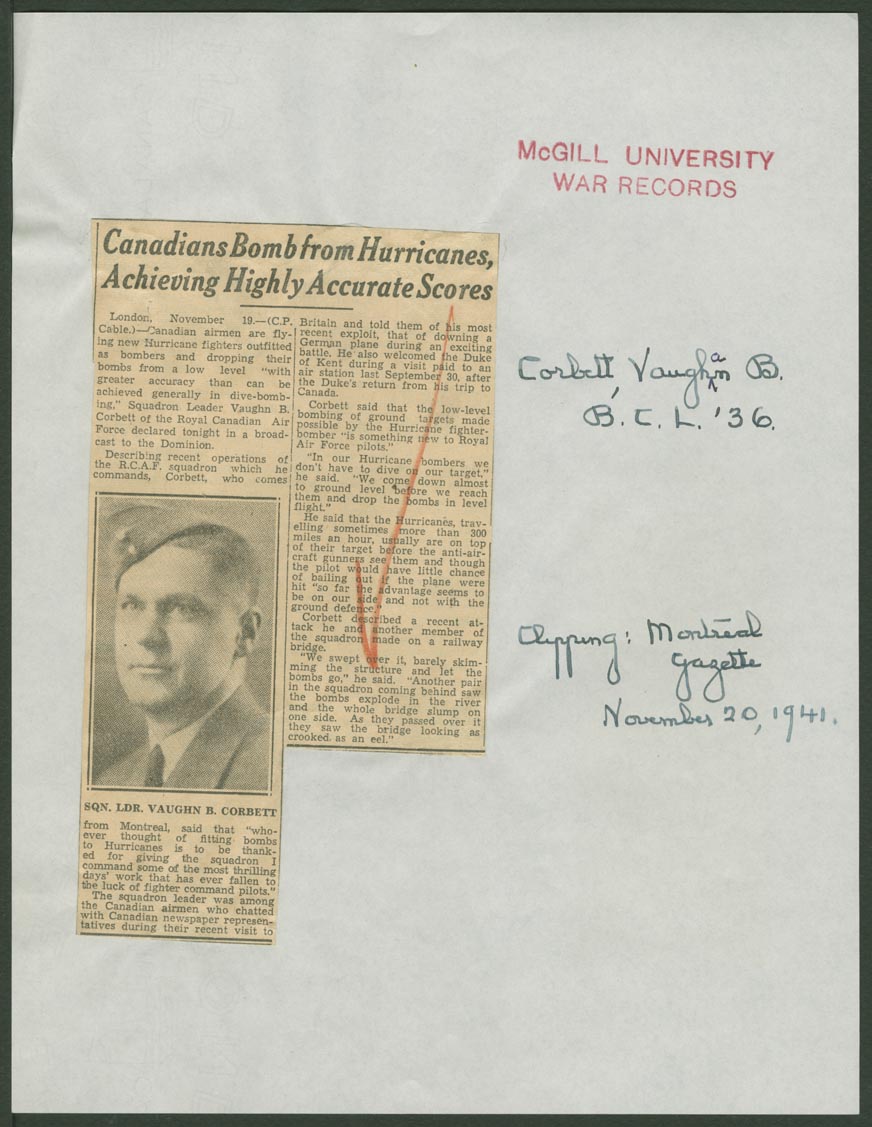 McGILL UNIVERSITY
WAR RECORDS
Canadians Bomb from Hurricanes,
Achieving Highly Accurate Scores
London, November 19.—(C.P.
Cable.)—Canadian airmen are fly-
ing new Hurricane fighters outfitted
as bombers and dropping their
bombs from a low level "with
greater accuracy than can be
achieved generally in dive-bomb-
ing," Squadron Leader Vaughn B.
Corbett of the Royal Canadian Air
Force declared tonight in a broad-
cast to the Dominion.
Describing recent operations of
the R.C.A.F. squadron which he
commands, Corbett, who comes
SQN. LDR. VAUGHN B. CORBETT
from Montreal, said that "who-
ever thought of fitting bombs
to Hurricanes is to be thank-
ed for giving the squadron I
command some of the most thrilling
days' work that has ever fallen to
the luck of fighter command pilots."
The squadron leader was among
the Canadian airmen who chatted
with Canadian newspaper represen-
tatives during their recent visit to
Britain and told them of his most
recent exploit, that of downing a
German plane during an exciting
battle. He also welcomed the Duke
of Kent during a visit paid to an
air station last September 30, after
the Duke's return from his trip to
Canada.
Corbett said that the low-level
bombing of ground targets made
possible by the Hurricane fighter-
bomber "is something new to Royal
Air Force pilots."
"In our Hurricane bombers we
don't have to dive on our target,"
he said. "We come down almost
to ground level before we reach
them and drop the bombs in level
flight."
He said that the Hurricanes, trav-
elling sometimes more than 300
miles an hour, usually are on top
of their target before the anti-air-
craft gunners see them and though
the pilot would have little chance
of bailing out if the plane were
hit "so far the advantage seems to
be on our side and not with the
ground defence."
Corbett described a recent at-
tack he and another member of
the squadron made on a railway
bridge.
"We swept over it, barely skim-
ming the structure and let the
bombs go," he said. "Another pair
in the squadron coming behind saw
the bombs explode in the river
and the whole bridge slump on
one side. As they passed over it
they saw the bridge looking as
crooked as an eel."
Corbett, Vaughan B.
B.C.L. '36.
Clipping: Montreal
Gazette
November 20, 1941.